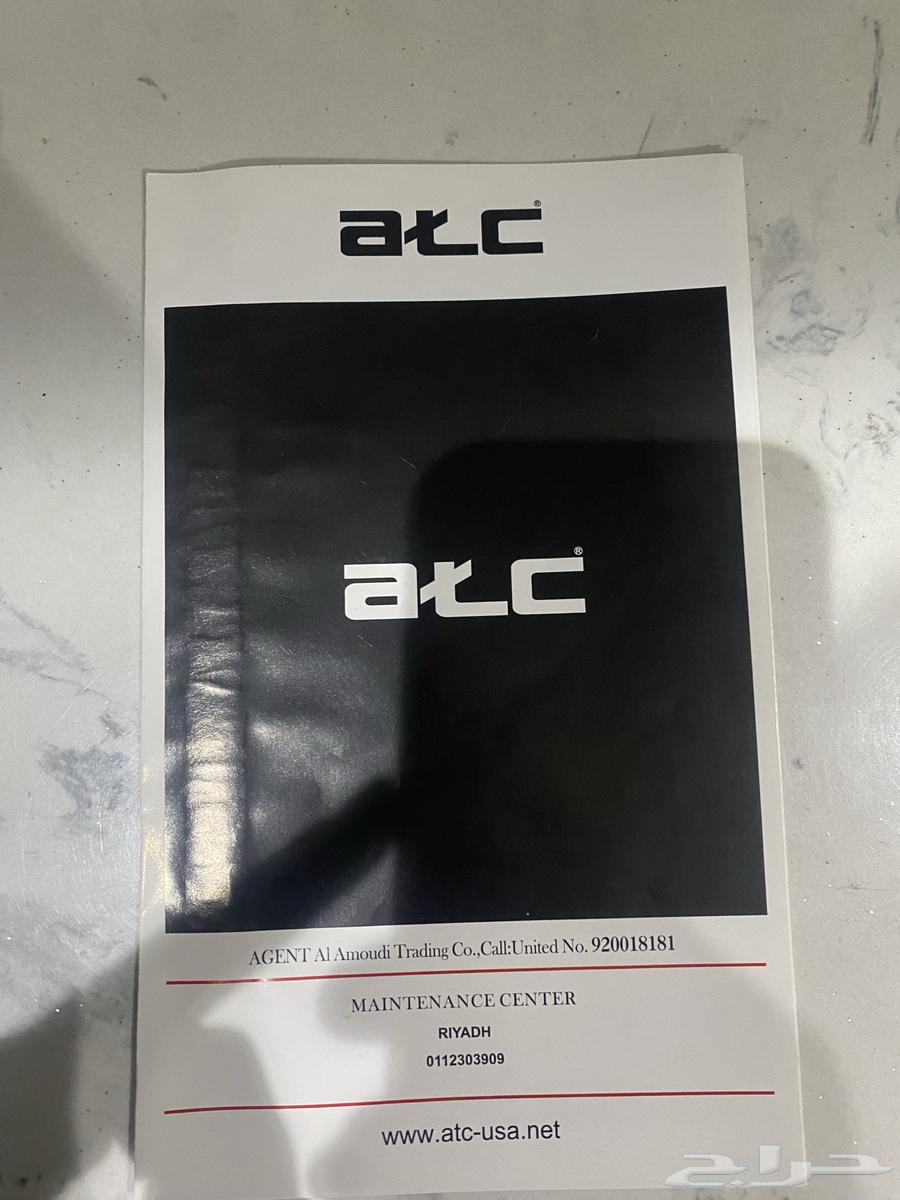 atc®
atc®
AGENT Al Amoudi Trading Co.,Call:United No. 920018181
MAINTENANCE CENTER
RIYADH
0112303909
www.atc-usa.net
حراج